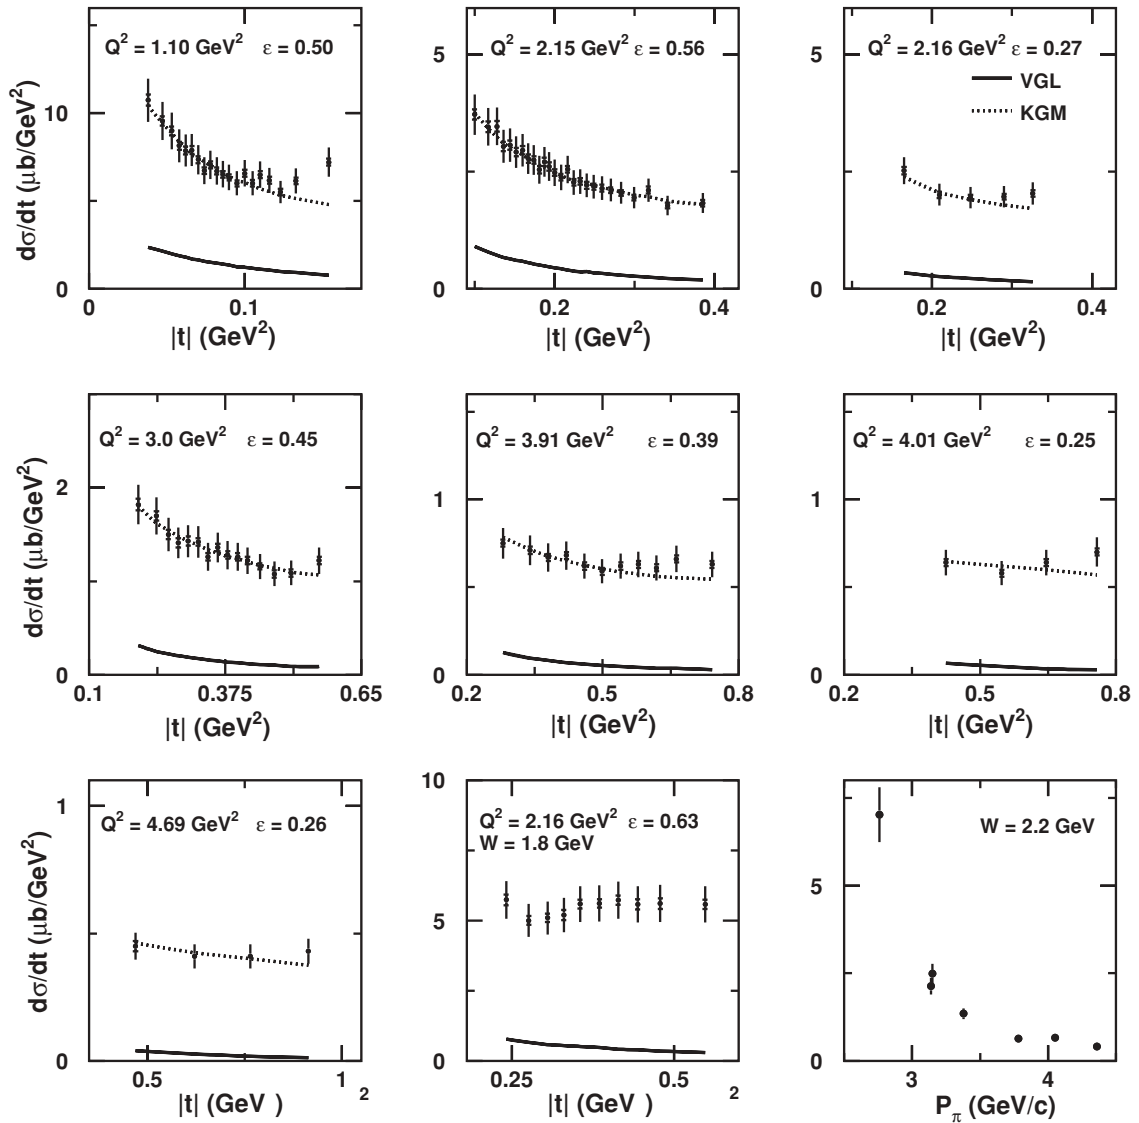 Q² = 1.10 GeV² ε = 0.50
10
0
0
0.1
|t| (GeV²)
dσ/dt (μb/GeV²)
Q² = 2.15 GeV² ε = 0.56
5
0
0.2
0.4
|t| (GeV²)
Q² = 2.16 GeV² ε = 0.27
VGL
KGM
5
0
0.2
0.4
|t| (GeV²)
Q² = 3.0 GeV² ε = 0.45
2
0
0.1
0.375
0.65
|t| (GeV²)
dσ/dt (μb/GeV²)
Q² = 3.91 GeV² ε = 0.39
1
0
0.2
0.5
0.8
|t| (GeV²)
Q² = 4.01 GeV² ε = 0.25
1
0
0.2
0.5
0.8
|t| (GeV²)
Q² = 4.69 GeV² ε = 0.26
1
0
0.5
1
|t| (GeV )
2
dσ/dt (μb/GeV²)
Q² = 2.16 GeV² ε = 0.63
W = 1.8 GeV
10
5
0
0.25
0.5
|t| (GeV )
2
W = 2.2 GeV
5
0
3
4
P_π (GeV/c)